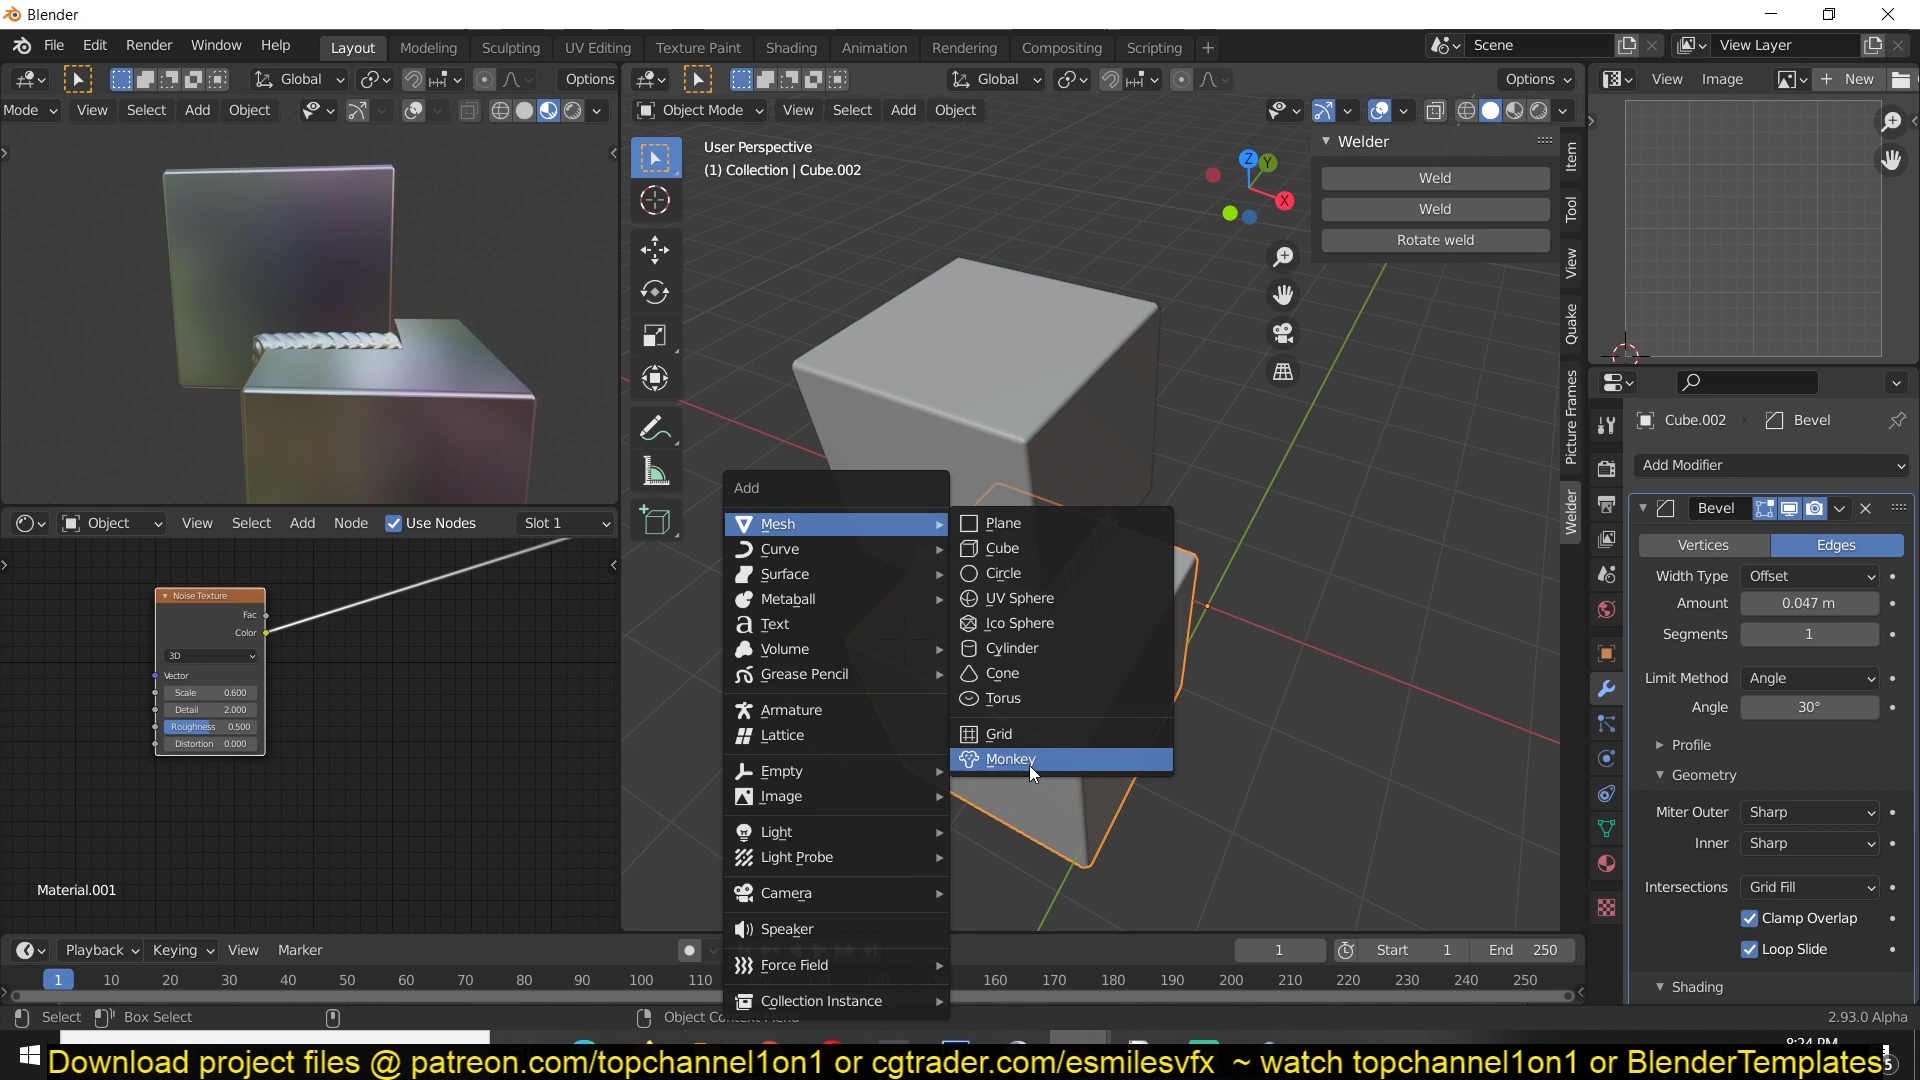 Blender
File Edit Render Window Help Layout Modeling Sculpting UV Editing Texture Paint Shading Animation Rendering Compositing Scripting + Scene View Layer
Global Options Global Options View Image New
Mode View Select Add Object Object Mode View Select Add Object
User Perspective
(1) Collection | Cube.002
Z Y X
Welder
Weld
Weld
Rotate weld
Item
Tool
View
Quake
Picture Frames
Welder
Object View Select Add Node Use Nodes Slot 1
Noise Texture
Fac
Color
3D
Vector
Scale 0.600
Detail 2.000
Roughness 0.500
Distortion 0.000
Material.001
Add
Mesh
Curve
Surface
Metaball
Text
Volume
Grease Pencil
Armature
Lattice
Empty
Image
Light
Light Probe
Camera
Speaker
Force Field
Collection Instance
Plane
Cube
Circle
UV Sphere
Ico Sphere
Cylinder
Cone
Torus
Grid
Monkey
Cube.002 Bevel
Add Modifier
Bevel
Vertices Edges
Width Type Offset
Amount 0.047 m
Segments 1
Limit Method Angle
Angle 30°
Profile
Geometry
Miter Outer Sharp
Inner Sharp
Intersections Grid Fill
Clamp Overlap
Loop Slide
Shading
Playback Keying View Marker 1 Start 1 End 250
1 10 20 30 40 50 60 70 80 90 100 110 160 170 180 190 200 210 220 230 240 250
Select Box Select Object 2.93.0 Alpha
8:24 PM
Download project files @ patreon.com/topchannel1on1 or cgtrader.com/esmilesvfx ~ watch topchannel1on1 or BlenderTemplates